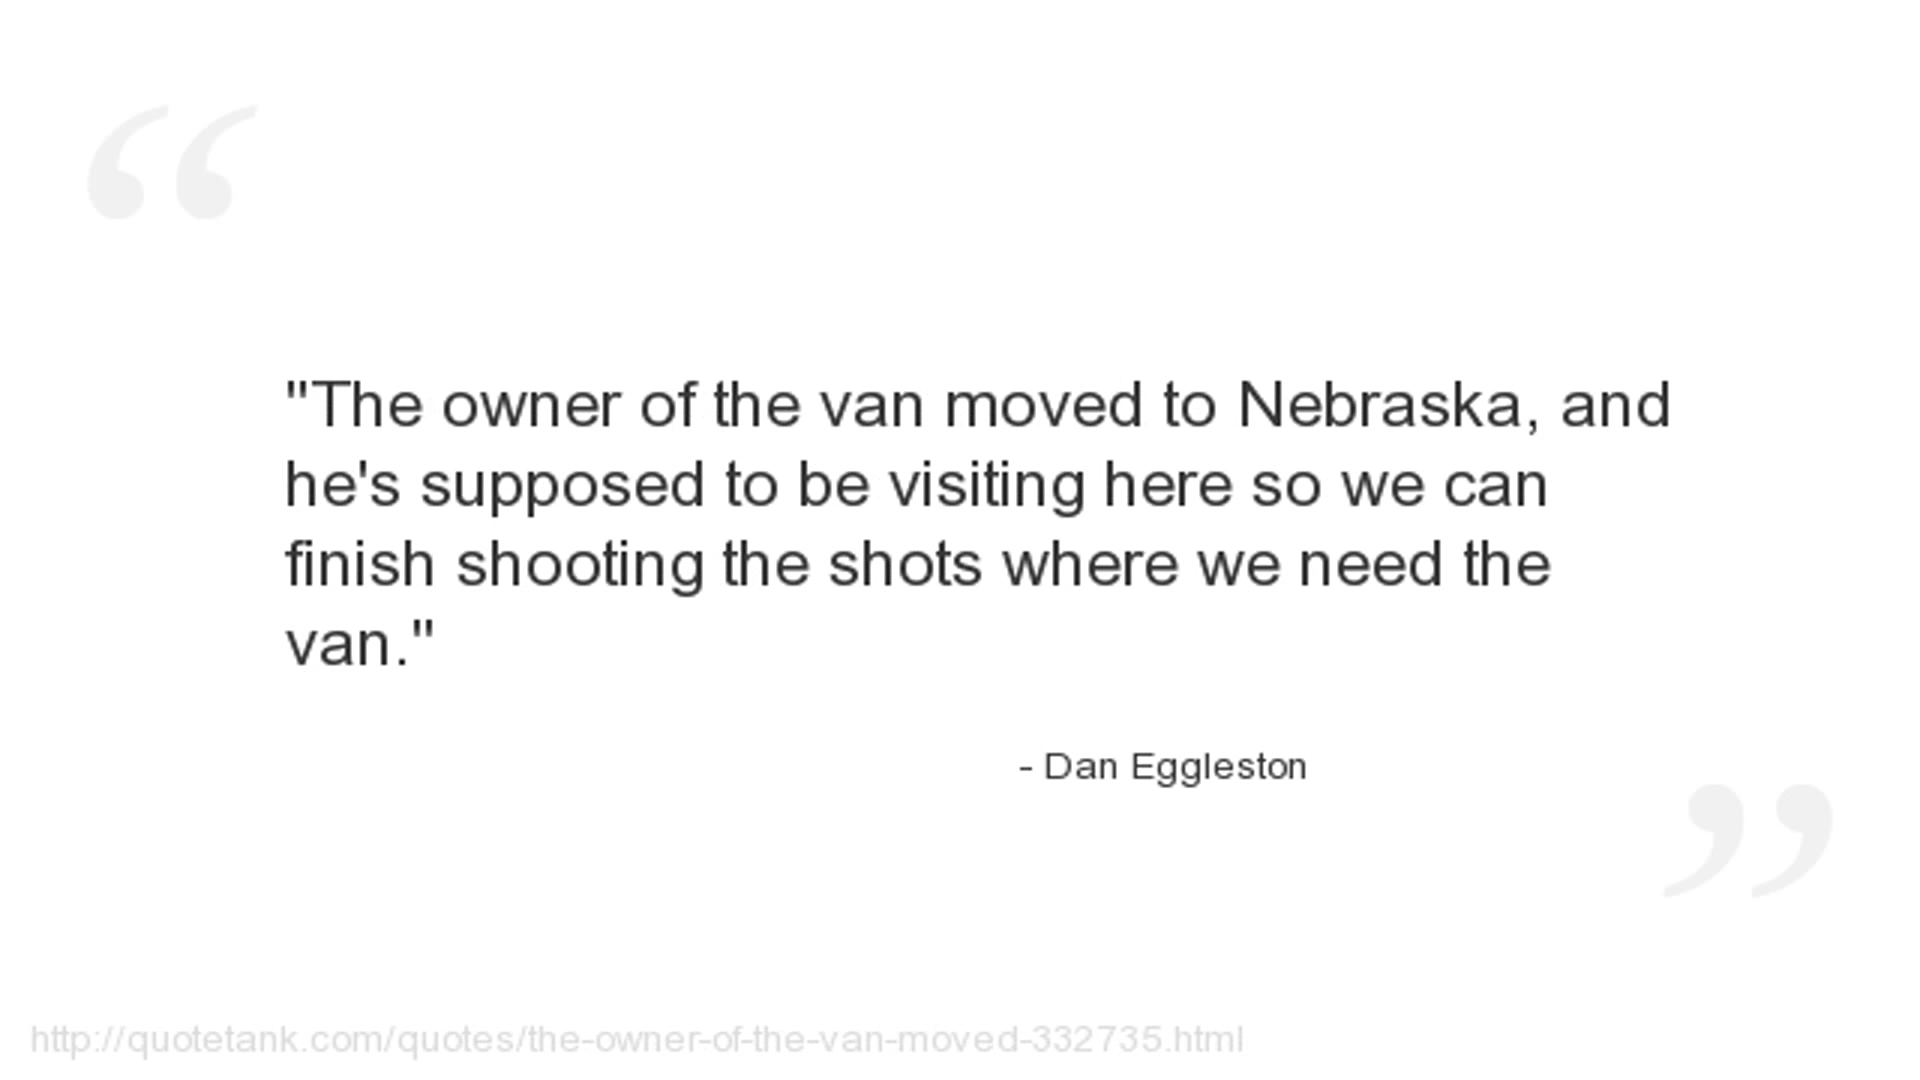 "The owner of the van moved to Nebraska, and
he's supposed to be visiting here so we can
finish shooting the shots where we need the
van."
- Dan Eggleston
http://quotetank.com/quotes/the-owner-of-the-van-moved-332735.html